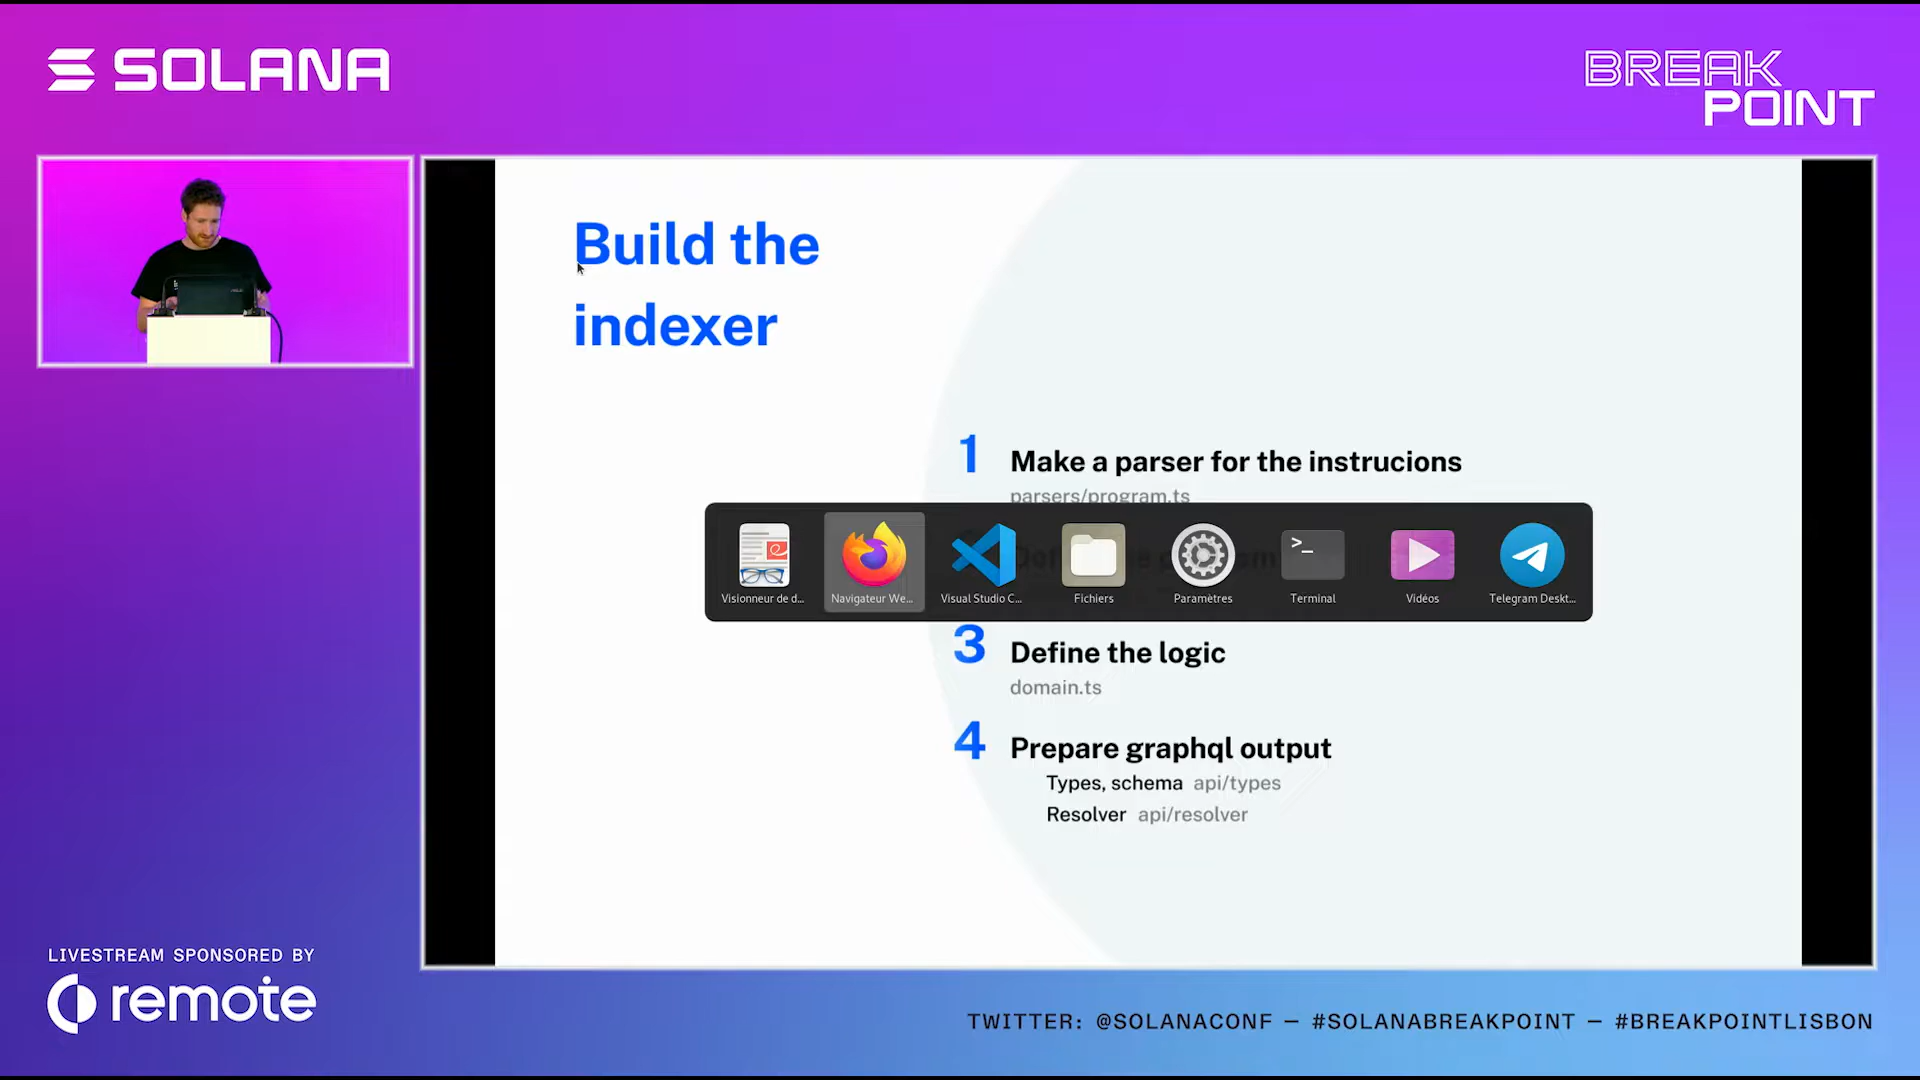 SOLANA
BREAK
POINT
Build the
indexer
1 Make a parser for the instrucions
parsers/program.ts
Visionneur de d...
Navigateur We...
Visual Studio C...
Fichiers
Paramètres
Terminal
Vidéos
Telegram Deskt...
3 Define the logic
domain.ts
4 Prepare graphql output
Types, schema api/types
Resolver api/resolver
LIVESTREAM SPONSORED BY
remote
TWITTER: @SOLANACONF — #SOLANABREAKPOINT — #BREAKPOINTLISBON